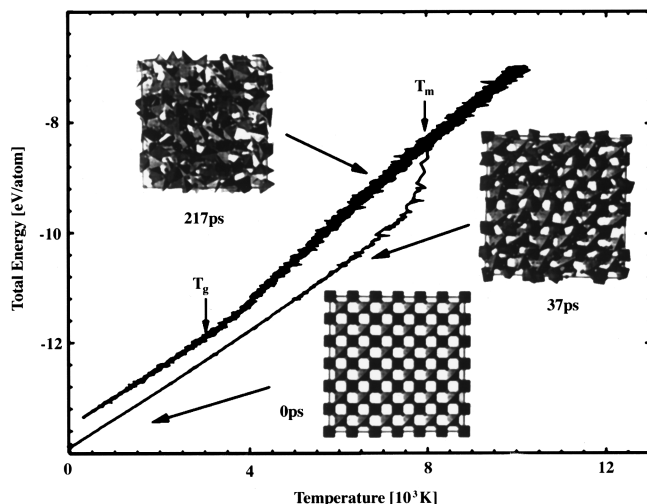 -8
-10
-12
Total Energy [eV/atom]
217ps
T_m
37ps
T_g
0ps
0
4
8
12
Temperature [10³K]